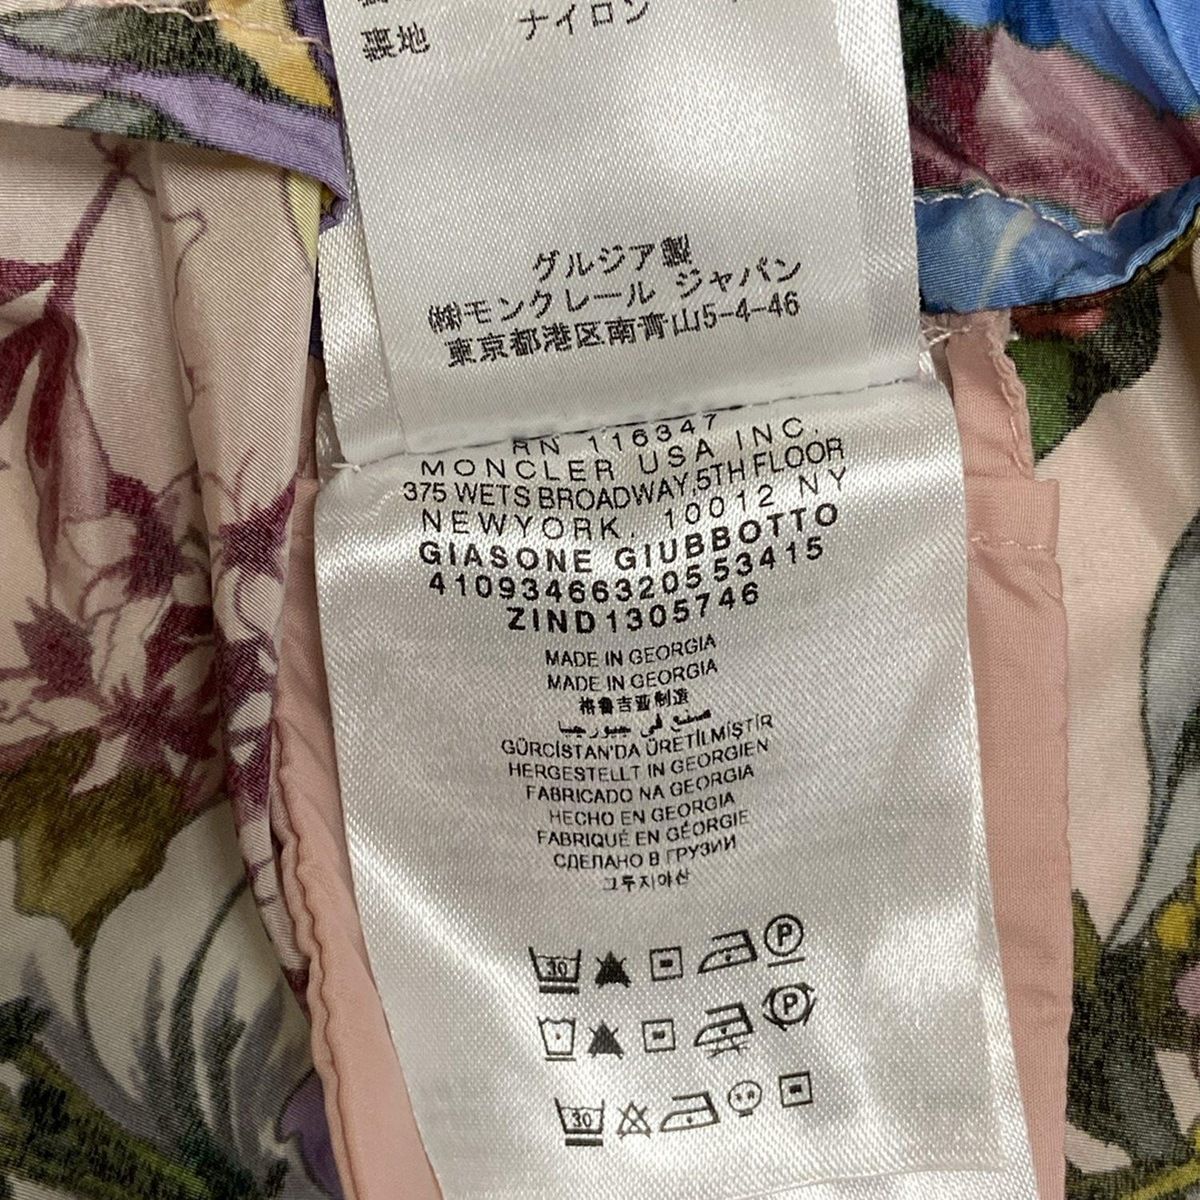 裏地 ナイロン
グルジア製
㈱モンクレール ジャパン
東京都港区南青山5-4-46
RN 116347
MONCLER USA INC.
375 WETS BROADWAY,5TH FLOOR
NEWYORK, 10012 NY
GIASONE GIUBBOTTO
41093466320553415
ZIND1305746
MADE IN GEORGIA
MADE IN GEORGIA
格鲁吉亚制造
صنع في جيورجيا
GÜRCİSTAN'DA ÜRETİLMİŞTİR
HERGESTELLT IN GEORGIEN
FABRICADO NA GEORGIA
HECHO EN GEORGIA
FABRIQUÉ EN GÉORGIE
СДЕЛАНО В ГРУЗИИ
그루지야산
30 P
P
30